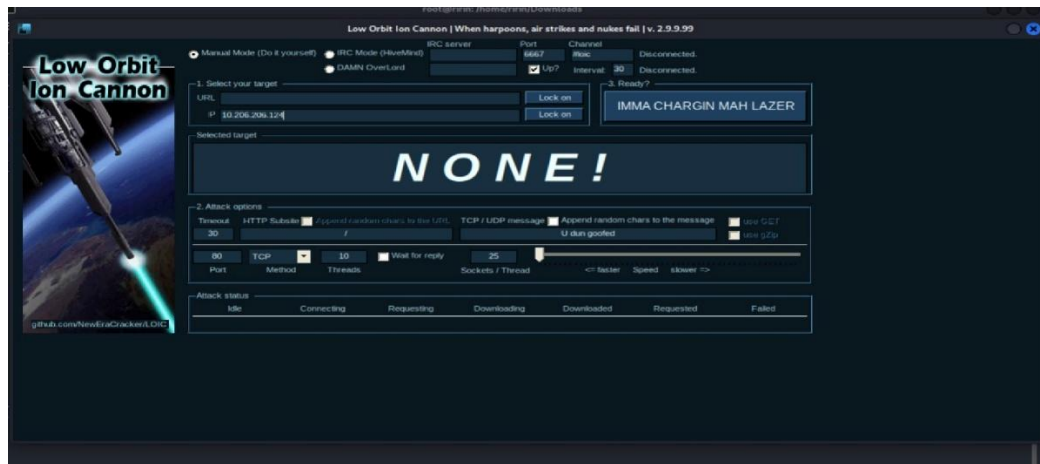 root@ririn: /home/ririn/Downloads
Low Orbit Ion Cannon | When harpoons, air strikes and nukes fail | v. 2.9.9.99
Low Orbit
Ion Cannon
github.com/NewEraCracker/LOIC
IRC server Port Channel
Manual Mode (Do it yourself) IRC Mode (HiveMind) 6667 #loic Disconnected.
DAMN OverLord Up? Interval: 30 Disconnected.
1. Select your target
URL Lock on
IP 10.206.206.124 Lock on
3. Ready?
IMMA CHARGIN MAH LAZER
Selected target
NONE!
2. Attack options
Timeout HTTP Subsite Append random chars to the URL TCP / UDP message Append random chars to the message use GET
30 / U dun goofed use gZip
80 TCP 10 Wait for reply 25
Port Method Threads Sockets / Thread <= faster Speed slower =>
Attack status
Idle Connecting Requesting Downloading Downloaded Requested Failed